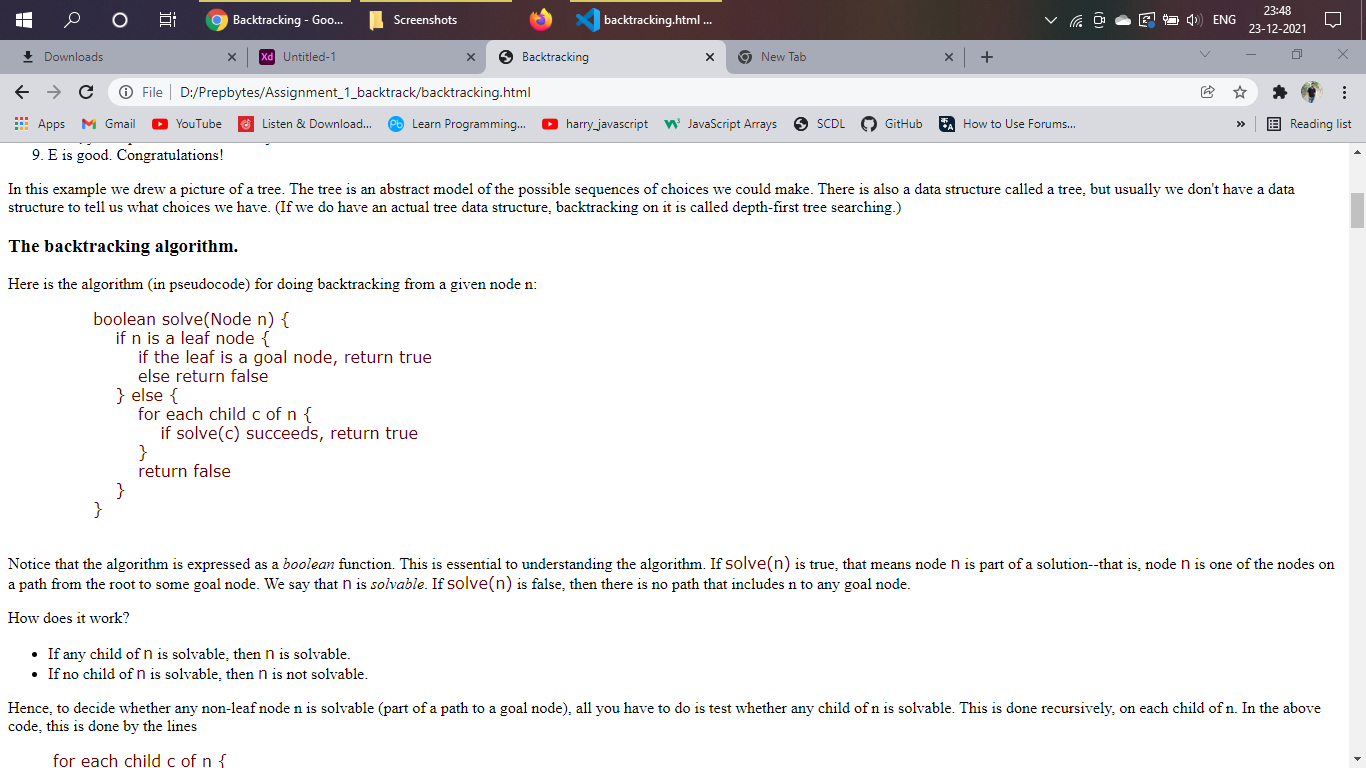 Backtracking - Goo...
Screenshots
backtracking.html ...
ENG
23:48
23-12-2021
Downloads
Xd Untitled-1
Backtracking
New Tab
File | D:/Prepbytes/Assignment_1_backtrack/backtracking.html
Apps
Gmail
YouTube
Listen & Download...
Pb Learn Programming...
harry_javascript
JavaScript Arrays
SCDL
GitHub
How to Use Forums...
»
Reading list
9. E is good. Congratulations!
In this example we drew a picture of a tree. The tree is an abstract model of the possible sequences of choices we could make. There is also a data structure called a tree, but usually we don't have a data
structure to tell us what choices we have. (If we do have an actual tree data structure, backtracking on it is called depth-first tree searching.)
The backtracking algorithm.
Here is the algorithm (in pseudocode) for doing backtracking from a given node n:
boolean solve(Node n) {
if n is a leaf node {
if the leaf is a goal node, return true
else return false
} else {
for each child c of n {
if solve(c) succeeds, return true
}
return false
}
}
Notice that the algorithm is expressed as a boolean function. This is essential to understanding the algorithm. If solve(n) is true, that means node n is part of a solution--that is, node n is one of the nodes on
a path from the root to some goal node. We say that n is solvable. If solve(n) is false, then there is no path that includes n to any goal node.
How does it work?
• If any child of n is solvable, then n is solvable.
• If no child of n is solvable, then n is not solvable.
Hence, to decide whether any non-leaf node n is solvable (part of a path to a goal node), all you have to do is test whether any child of n is solvable. This is done recursively, on each child of n. In the above
code, this is done by the lines
for each child c of n {